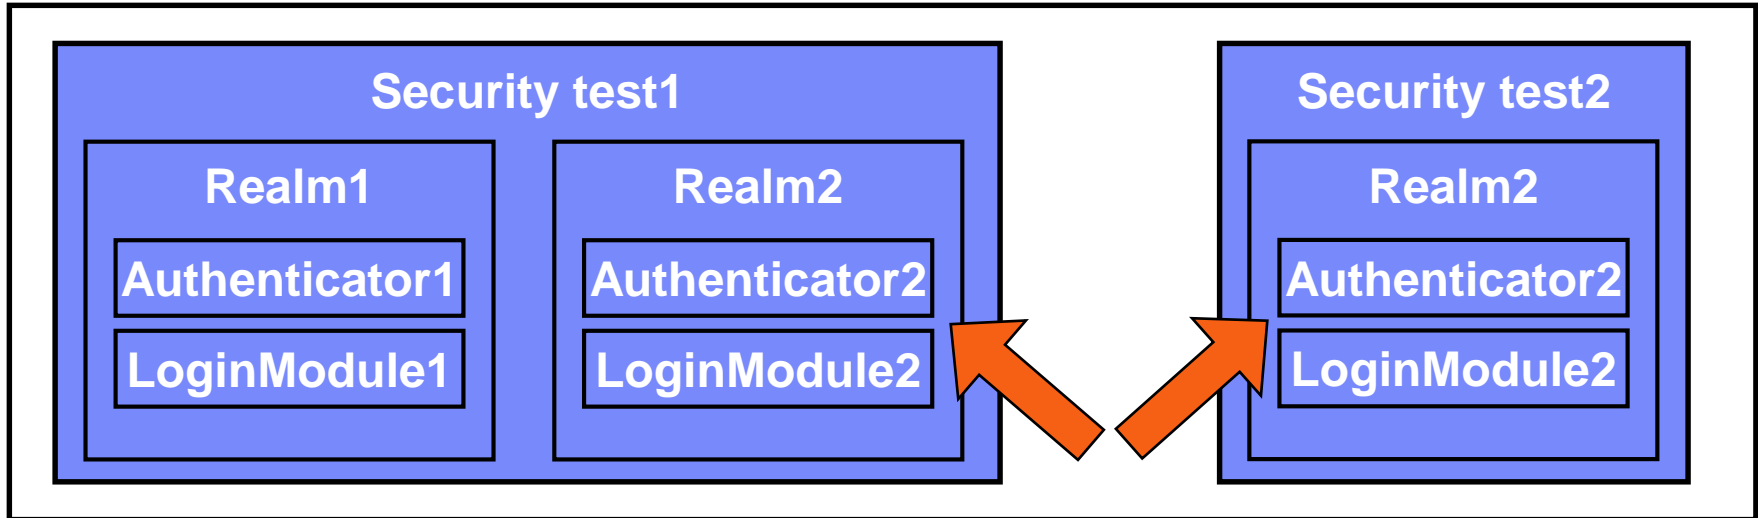 Security test1
Realm1
Authenticator1
LoginModule1
Realm2
Authenticator2
LoginModule2
Security test2
Realm2
Authenticator2
LoginModule2